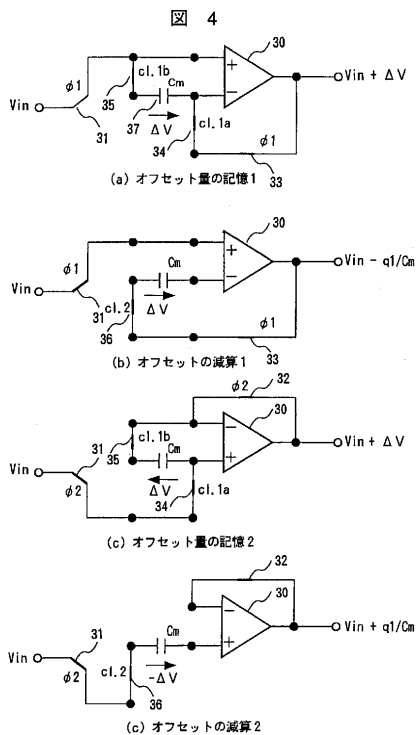 図 4
30
φ1
cl.1b
Cm
35
Vin
31
37
ΔV
34
cl.1a
Vin + ΔV
φ1
33
(a) オフセット量の記憶1
30
φ1
Cm
Vin
31
cl.2
ΔV
36
Vin - q1/Cm
φ1
33
(b) オフセットの減算1
φ2
32
30
cl.1b
35
Cm
Vin
31
φ2
ΔV
34
cl.1a
Vin + ΔV
(c) オフセット量の記憶2
32
30
Cm
Vin
31
φ2
cl.2
-ΔV
36
Vin + q1/Cm
(c) オフセットの減算2